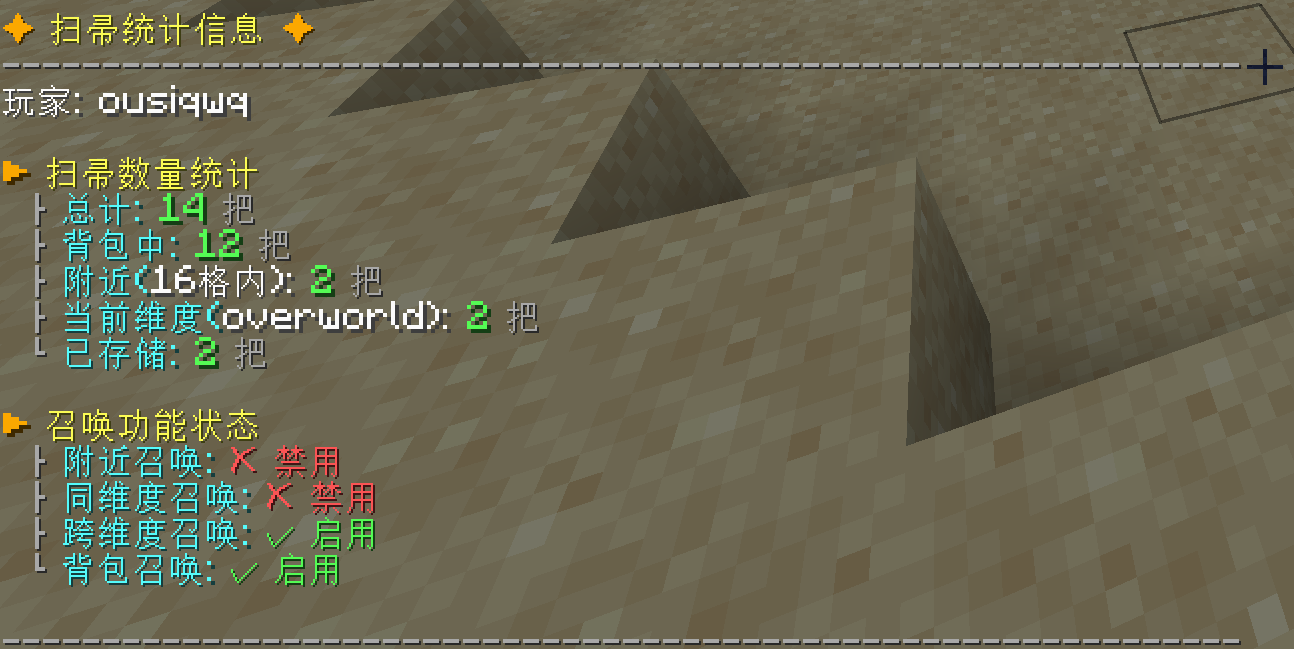 扫帚统计信息
玩家: ousiqwq
扫帚数量统计
总计: 14 把
背包中: 12 把
附近(16格内): 2 把
当前维度(overworld): 2 把
已存储: 2 把
召唤功能状态
附近召唤: ✗ 禁用
同维度召唤: ✗ 禁用
跨维度召唤: ✓ 启用
背包召唤: ✓ 启用